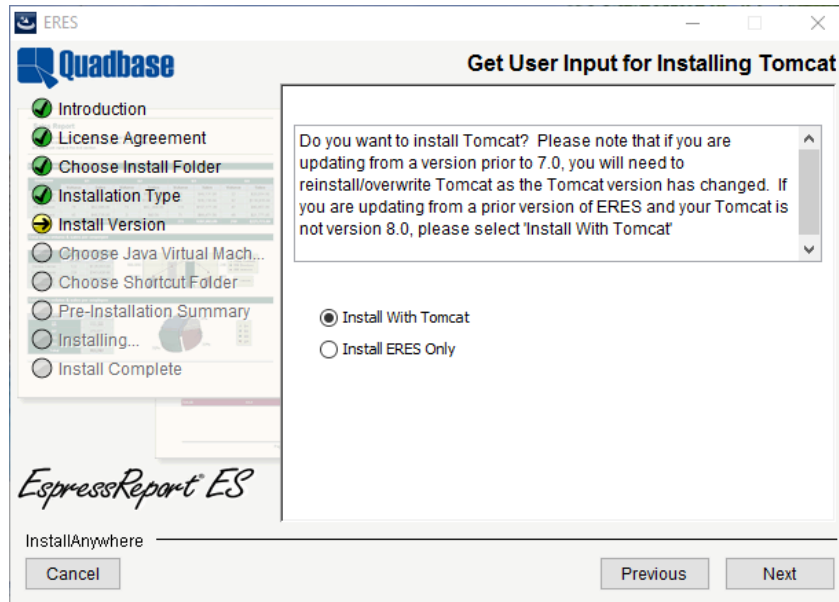 ERES
Quadbase
Get User Input for Installing Tomcat
Introduction
License Agreement
Choose Install Folder
Installation Type
Install Version
Choose Java Virtual Mach...
Choose Shortcut Folder
Pre-Installation Summary
Installing...
Install Complete
EspressReport ES
Do you want to install Tomcat? Please note that if you are
updating from a version prior to 7.0, you will need to
reinstall/overwrite Tomcat as the Tomcat version has changed. If
you are updating from a prior version of ERES and your Tomcat is
not version 8.0, please select 'Install With Tomcat'
Install With Tomcat
Install ERES Only
InstallAnywhere
Cancel
Previous
Next